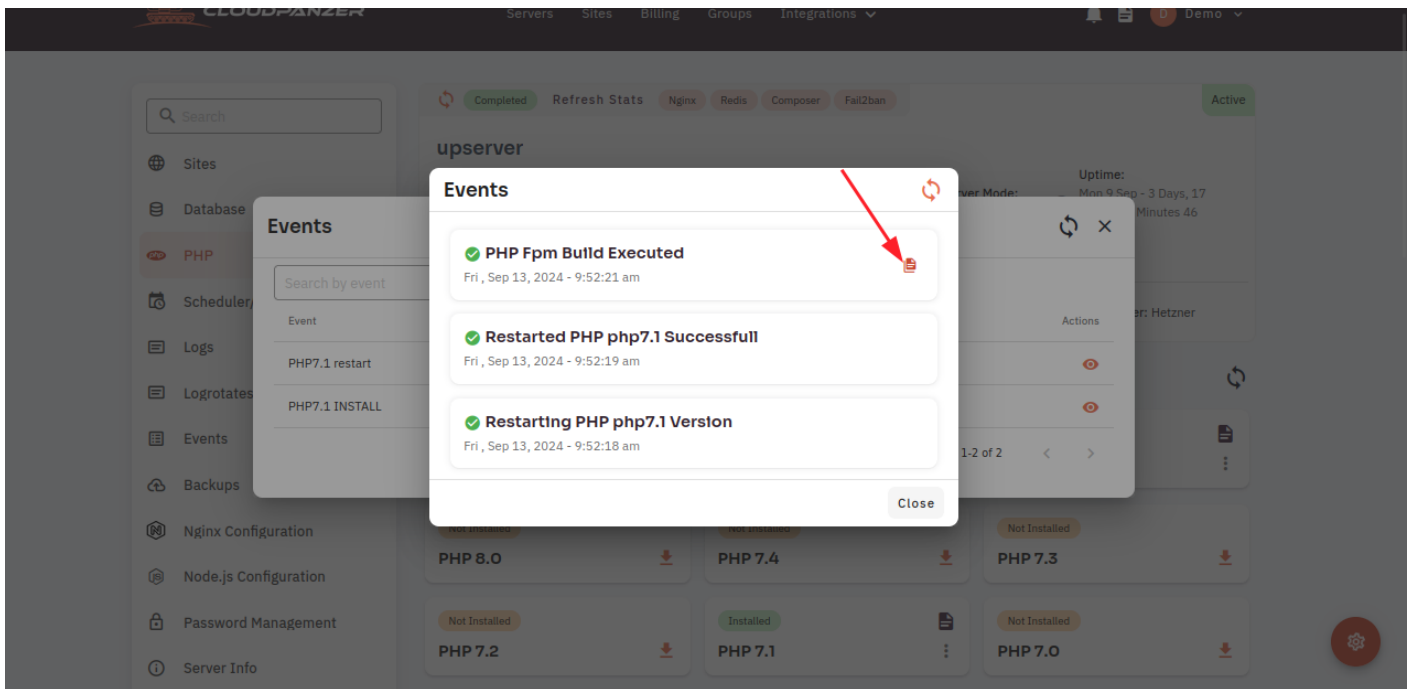 CLOUDPANZER
Servers Sites Billing Groups Integrations
D Demo
Search
Sites
Database
PHP
Scheduler/
Logs
Logrotates
Events
Backups
Nginx Configuration
Node.js Configuration
Password Management
Server Info
Completed Refresh Stats Nginx Redis Composer Fail2ban
Active
upserver
ver Mode:
Uptime:
Mon 9 Sep - 3 Days, 17
Minutes 46
er: Hetzner
Events
Search by event
Event Actions
PHP7.1 restart
PHP7.1 INSTALL
1-2 of 2
Events
PHP Fpm Build Executed
Fri , Sep 13, 2024 - 9:52:21 am
Restarted PHP php7.1 Successfull
Fri , Sep 13, 2024 - 9:52:19 am
Restarting PHP php7.1 Version
Fri , Sep 13, 2024 - 9:52:18 am
Close
Not Installed Not Installed Not Installed
PHP 8.0 PHP 7.4 PHP 7.3
Not Installed Installed Not Installed
PHP 7.2 PHP 7.1 PHP 7.0